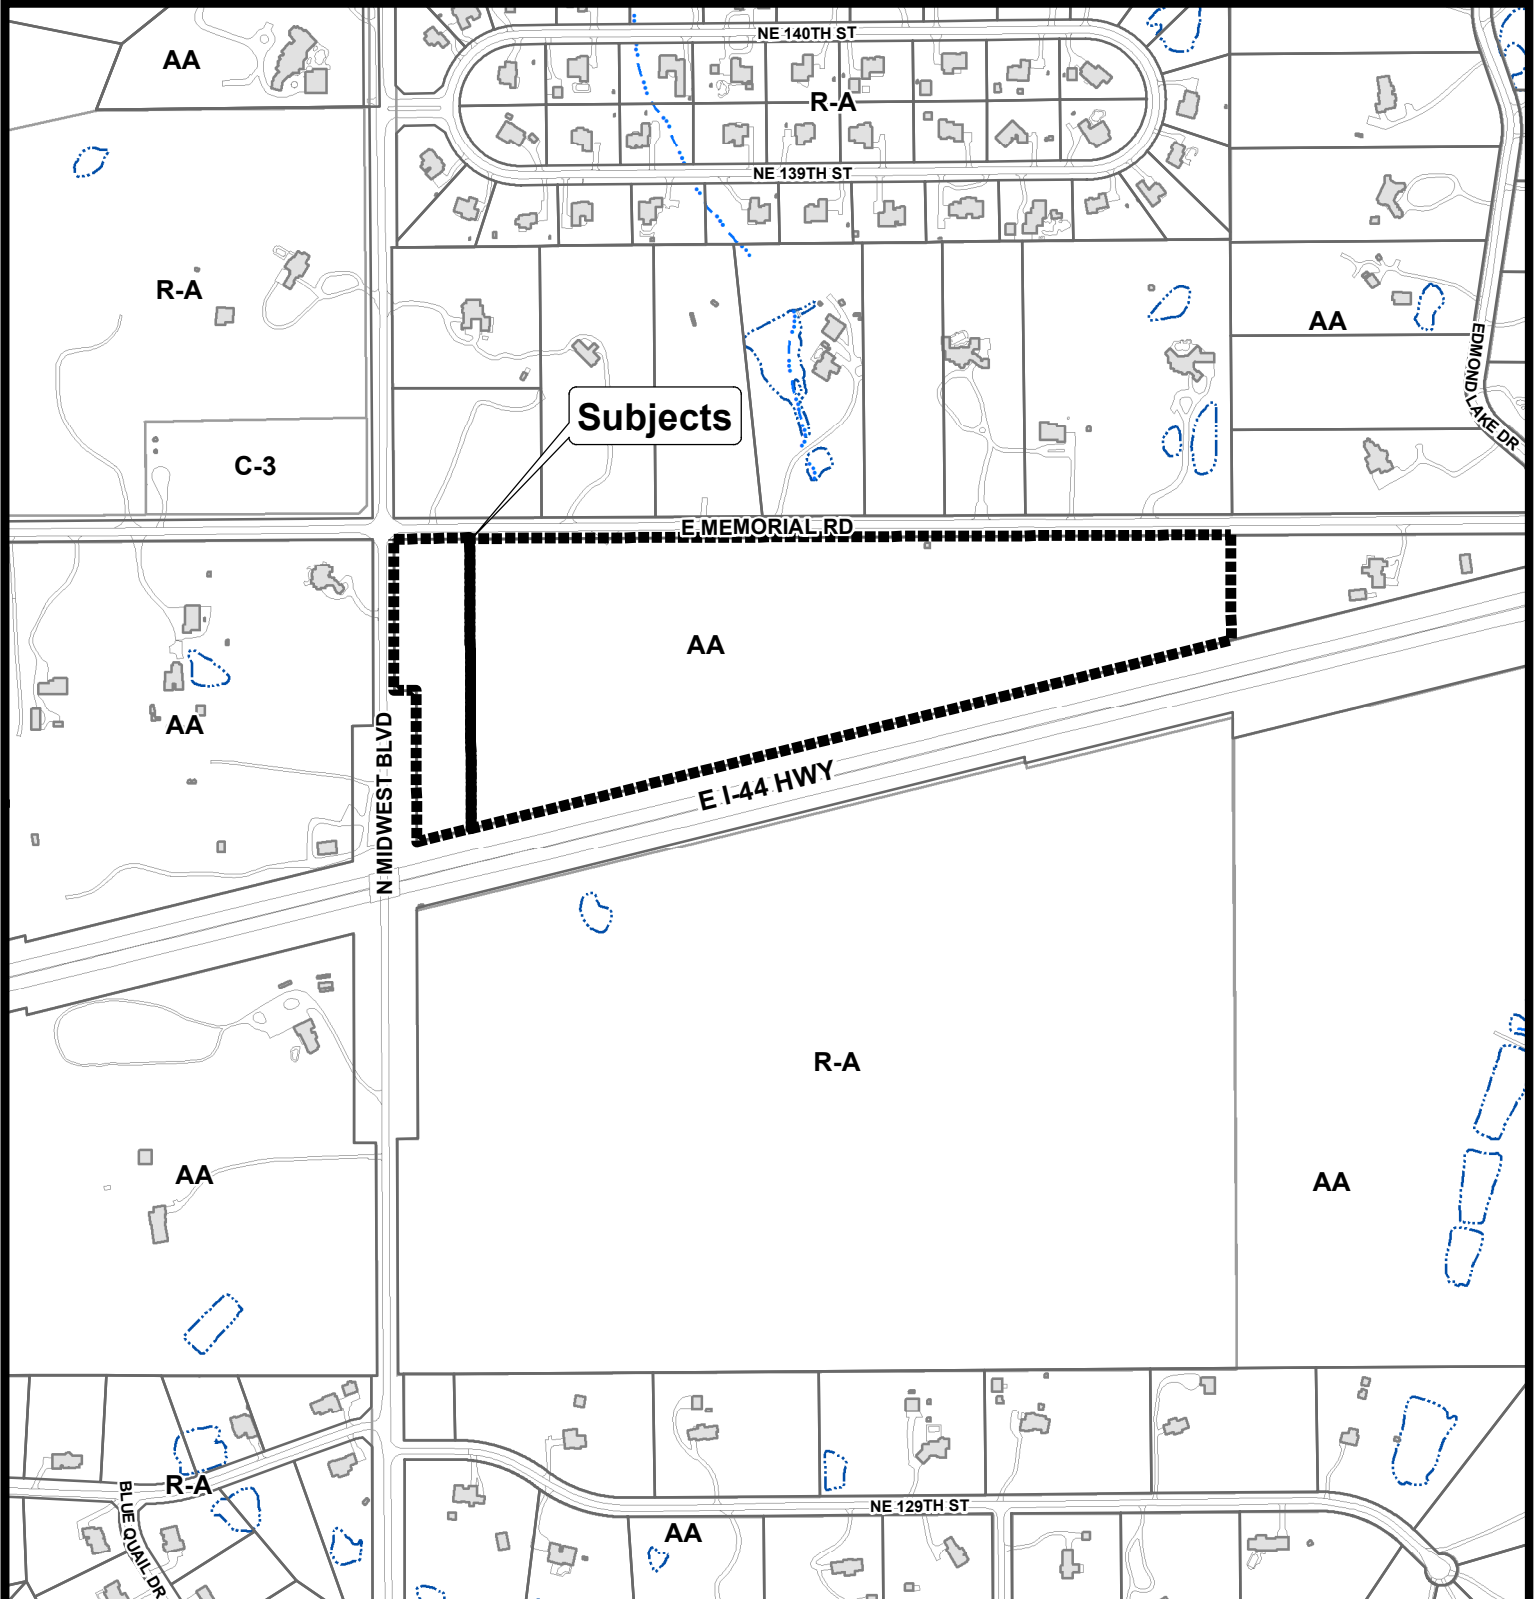 NE 140TH ST
AA
R-A
NE 139TH ST
R-A
AA
EDMOND LAKE DR
Subjects
C-3
E MEMORIAL RD
AA
AA
N MIDWEST BLVD
E I-44 HWY
R-A
AA
AA
R-A
BLUE QUAIL DR
NE 129TH ST
AA